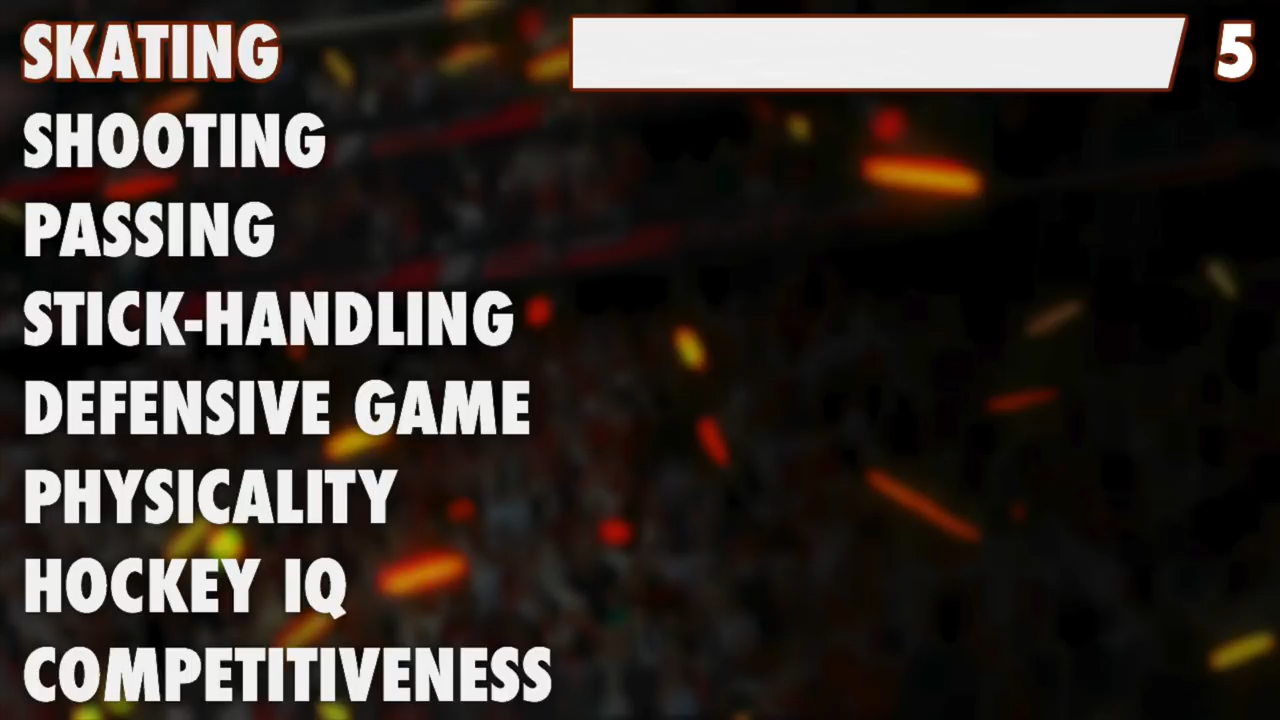 SKATING 5
SHOOTING
PASSING
STICK-HANDLING
DEFENSIVE GAME
PHYSICALITY
HOCKEY IQ
COMPETITIVENESS